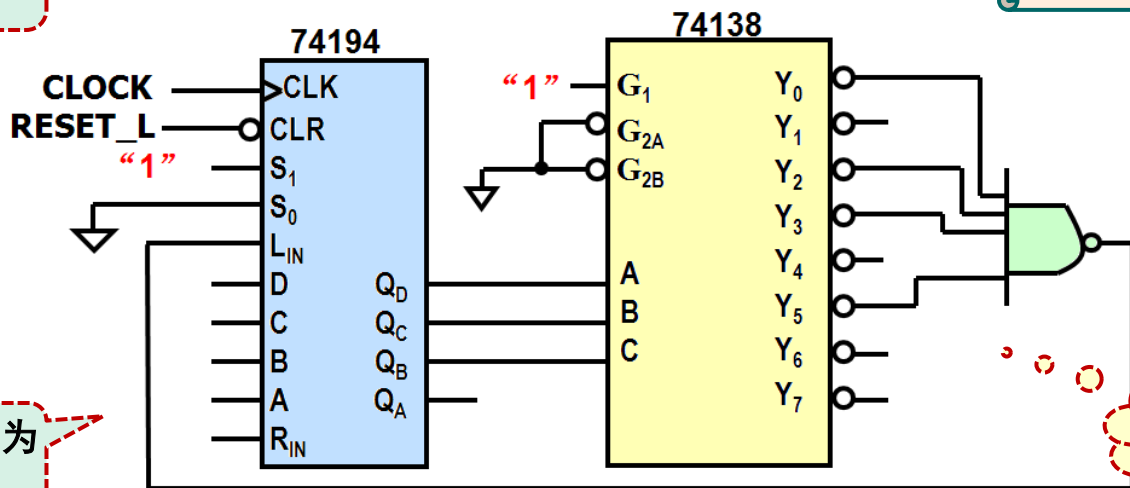 74194
CLOCK
RESET_L
“1”
CLK
CLR
S1
S0
LIN
D
C
B
A
RIN
QD
QC
QB
QA
74138
“1”
G1
G2A
G2B
A
B
C
Y0
Y1
Y2
Y3
Y4
Y5
Y6
Y7
为